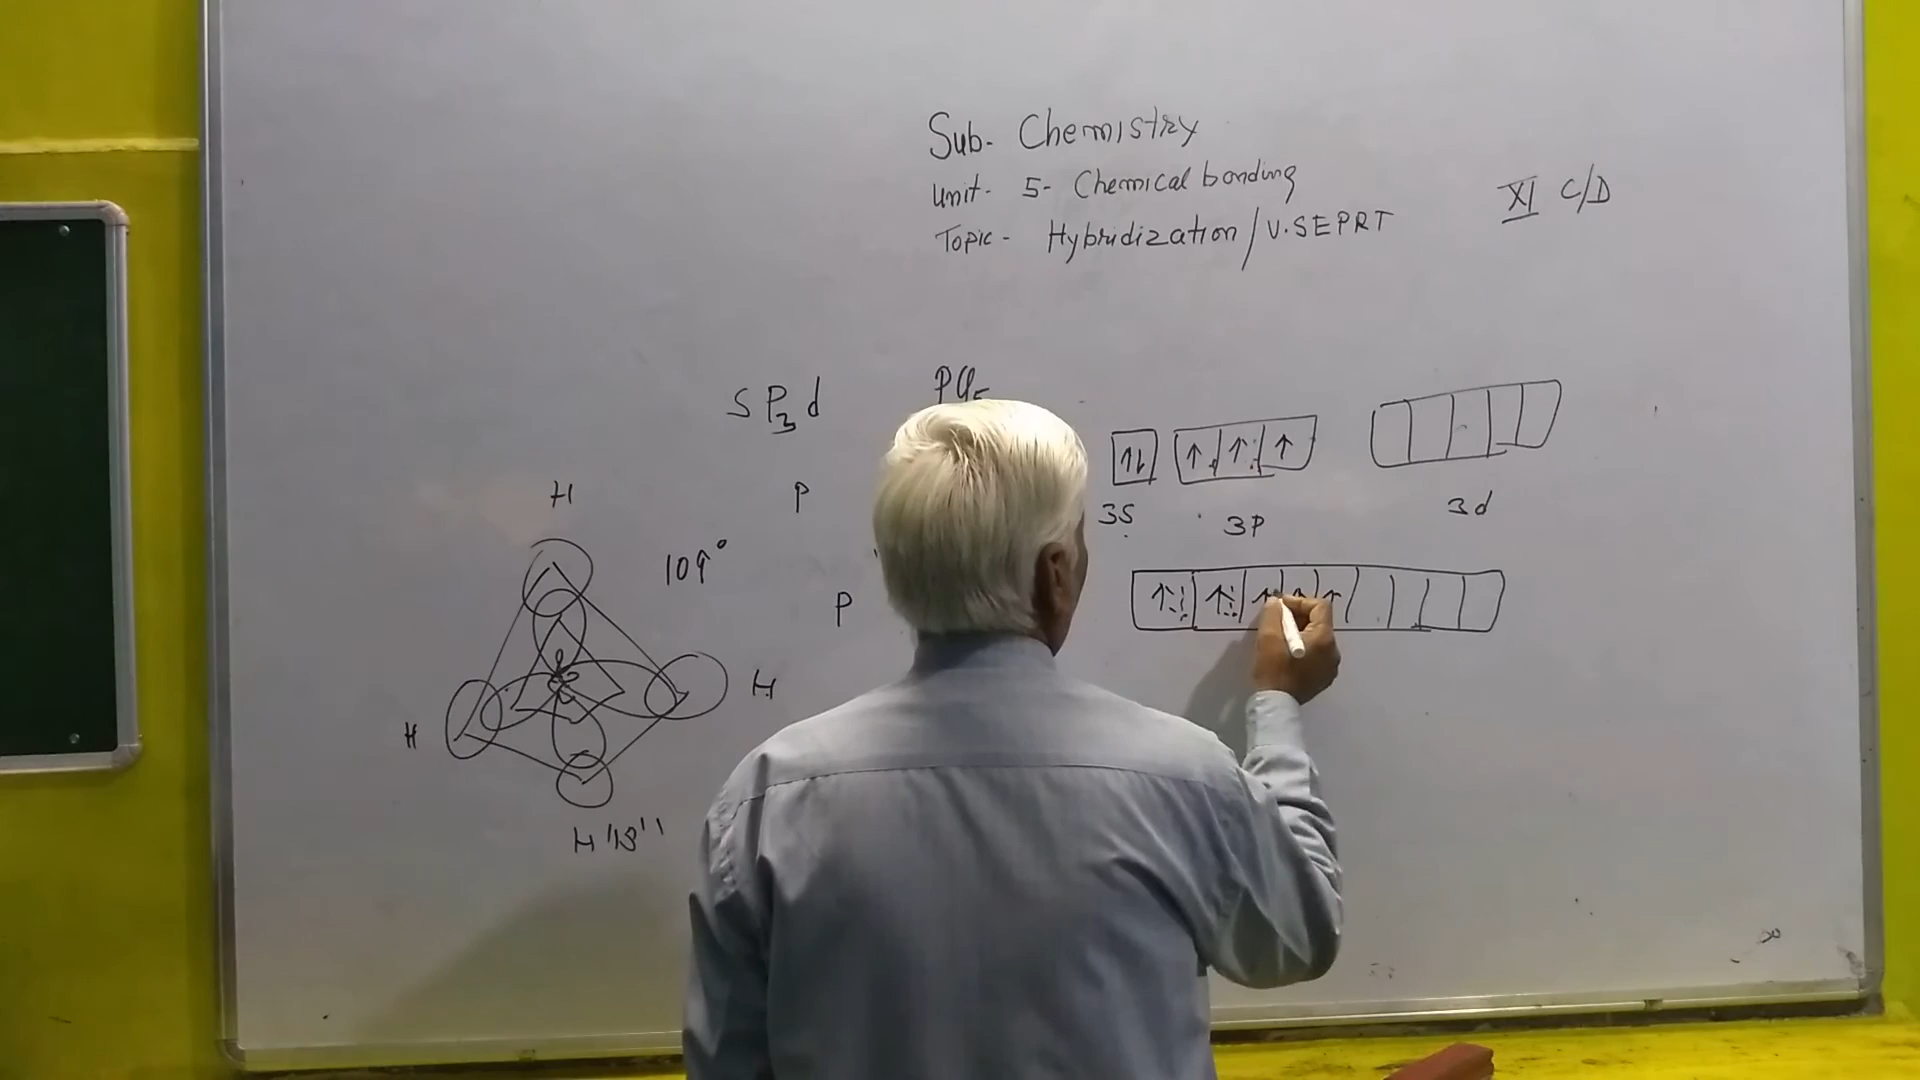 Sub- Chemistry
Unit- 5- Chemical bonding
Topic- Hybridization / V.SEPRT
XI C/D
SP3d PCl5
↑↓ ↑ ↑ ↑
P
3S 3P 3d
H
109°
P ↑ ↑ ↑ ↑ ↑
H
H
H